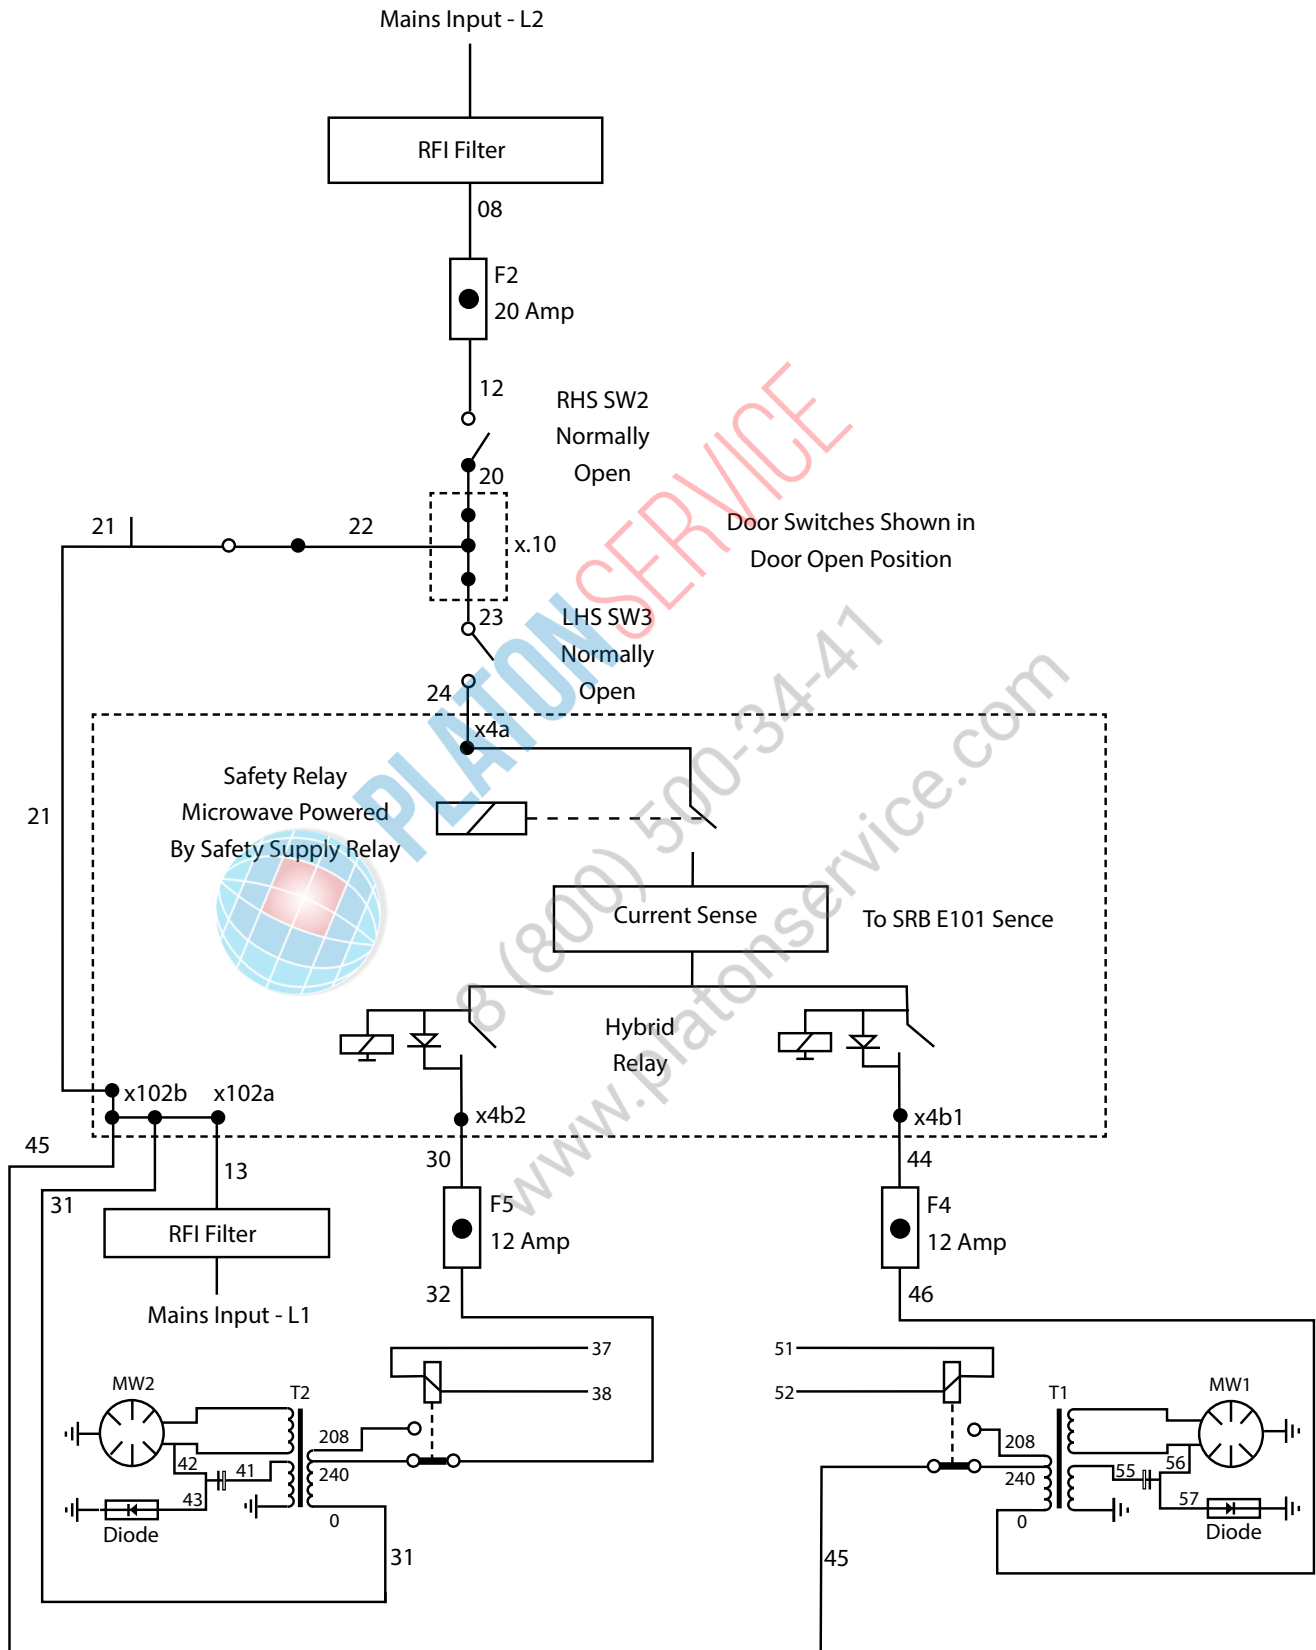 Mains Input - L2
RFI Filter
08
F2
20 Amp
12
RHS SW2
Normally
Open
20
21
22
x.10
Door Switches Shown in
Door Open Position
23
LHS SW3
Normally
Open
24
x4a
Safety Relay
Microwave Powered
By Safety Supply Relay
21
Current Sense
To SRB E101 Sence
Hybrid
Relay
x102b
x102a
x4b2
x4b1
45
13
30
44
31
RFI Filter
F5
12 Amp
F4
12 Amp
Mains Input - L1
32
46
37
38
51
52
MW2
T2
208
240
0
42
41
43
Diode
31
T1
MW1
208
240
0
55
56
57
Diode
45
PLATONSERVICE
8 (800) 500-34-41
www.platonservice.com